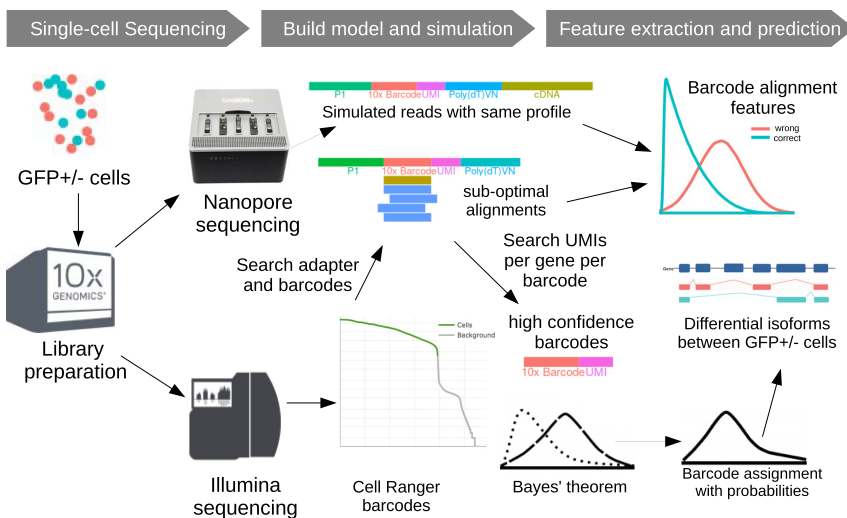 Single-cell Sequencing
Build model and simulation
Feature extraction and prediction
P1
10x Barcode
UMI
Poly(dT)VN
cDNA
Simulated reads with same profile
Barcode alignment
features
wrong
correct
GFP+/- cells
Nanopore
sequencing
P1
10x Barcode
UMI
Poly(dT)VN
sub-optimal
alignments
10x
GENOMICS
Library
preparation
Search adapter
and barcodes
Search UMIs
per gene per
barcode
Gene
Differential isoforms
between GFP+/- cells
Cells
Background
high confidence
barcodes
10x Barcode
UMI
Illumina
sequencing
Cell Ranger
barcodes
Bayes' theorem
Barcode assignment
with probabilities